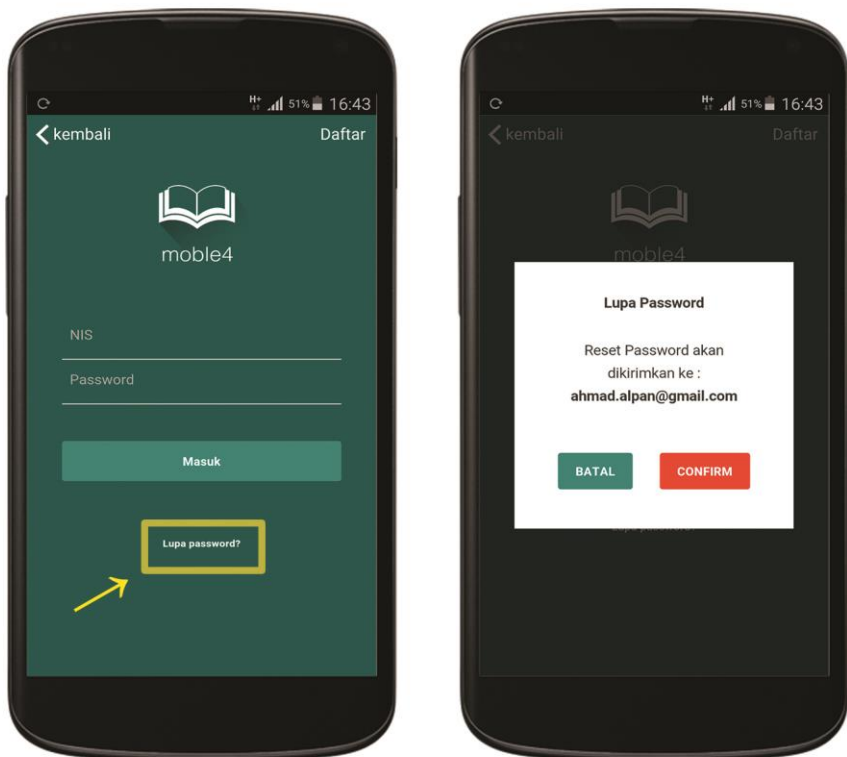 H+ 51% 16:43
kembali Daftar
moble4
NIS
Password
Masuk
Lupa password?
H+ 51% 16:43
kembali Daftar
moble4
Lupa Password
Reset Password akan
dikirimkan ke :
ahmad.alpan@gmail.com
BATAL CONFIRM